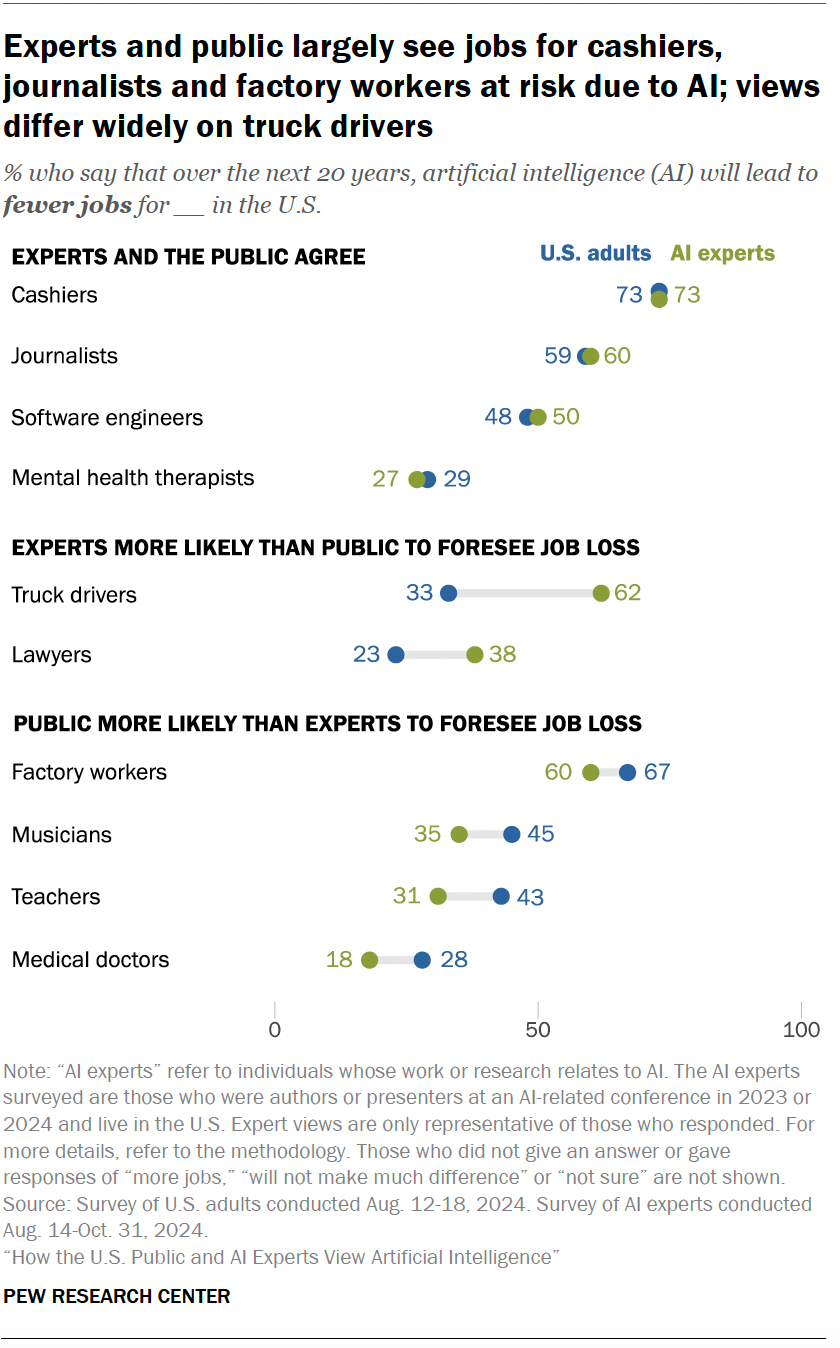 Experts and public largely see jobs for cashiers,
journalists and factory workers at risk due to AI; views
differ widely on truck drivers
% who say that over the next 20 years, artificial intelligence (AI) will lead to
fewer jobs for __ in the U.S.
EXPERTS AND THE PUBLIC AGREE
U.S. adults AI experts
Cashiers 73 73
Journalists 59 60
Software engineers 48 50
Mental health therapists 27 29
EXPERTS MORE LIKELY THAN PUBLIC TO FORESEE JOB LOSS
Truck drivers 33 62
Lawyers 23 38
PUBLIC MORE LIKELY THAN EXPERTS TO FORESEE JOB LOSS
Factory workers 60 67
Musicians 35 45
Teachers 31 43
Medical doctors 18 28
0 50 100
Note: “AI experts” refer to individuals whose work or research relates to AI. The AI experts
surveyed are those who were authors or presenters at an AI-related conference in 2023 or
2024 and live in the U.S. Expert views are only representative of those who responded. For
more details, refer to the methodology. Those who did not give an answer or gave
responses of “more jobs,” “will not make much difference” or “not sure” are not shown.
Source: Survey of U.S. adults conducted Aug. 12-18, 2024. Survey of AI experts conducted
Aug. 14-Oct. 31, 2024.
“How the U.S. Public and AI Experts View Artificial Intelligence”
PEW RESEARCH CENTER